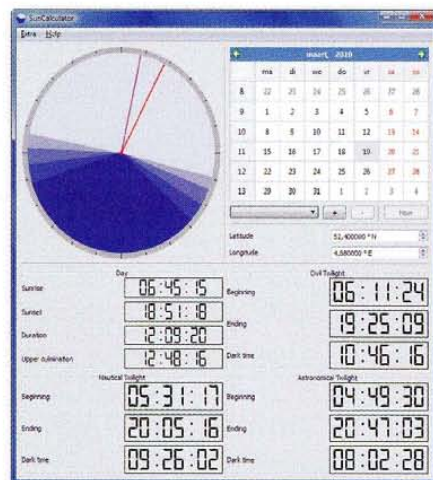 SunCalculator
Extra Help
maart, 2010
ma di wo do vr za zo
8 22 23 24 25 26 27 28
9 1 2 3 4 5 6 7
10 8 9 10 11 12 13 14
11 15 16 17 18 19 20 21
12 22 23 24 25 26 27 28
13 29 30 31 1 2 3 4
+ - Now
Latitude 52,400000 °N
Longitude °E
Day
Sunrise 06:45:15
Sunset 18:51:18
Duration 12:09:20
Upper culmination 12:48:16
Civil Twilight
Beginning 06:11:24
Ending 19:25:09
Dark time 10:46:16
Nautical Twilight
Beginning 05:31:17
Ending 20:05:16
Dark time 09:26:02
Astronomical Twilight
Beginning 04:49:30
Ending 20:47:03
Dark time 08:02:28